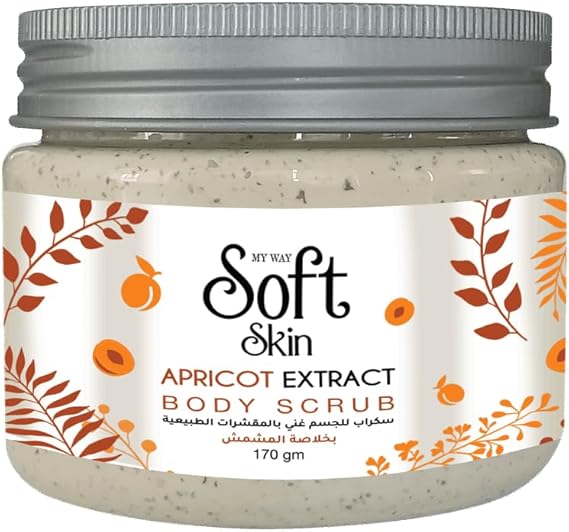 MY WAY
Soft
Skin
APRICOT EXTRACT
BODY SCRUB
سكراب للجسم غني بالمقشرات الطبيعية
بخلاصة المشمش
170 gm